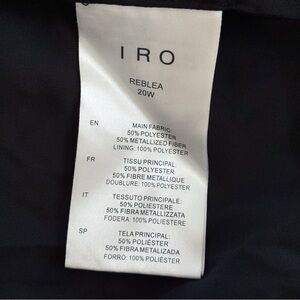 IRO
REBLEA
20W
EN
MAIN FABRIC
50% POLYESTER
50% METALLIZED FIBER
LINING: 100% POLYESTER
FR
TISSU PRINCIPAL:
50% POLYESTER
50% FIBRE METALLIQUE
DOUBLURE: 100% POLYESTER
IT
TESSUTO PRINCIPALE:
50% POLIESTERE
50% FIBRA METALLIZZATA
FODERA: 100% POLIESTERE
SP
TELA PRINCIPAL:
50% POLIÉSTER
50% FIBRA METALIZADA
FORRO: 100% POLIÉSTER